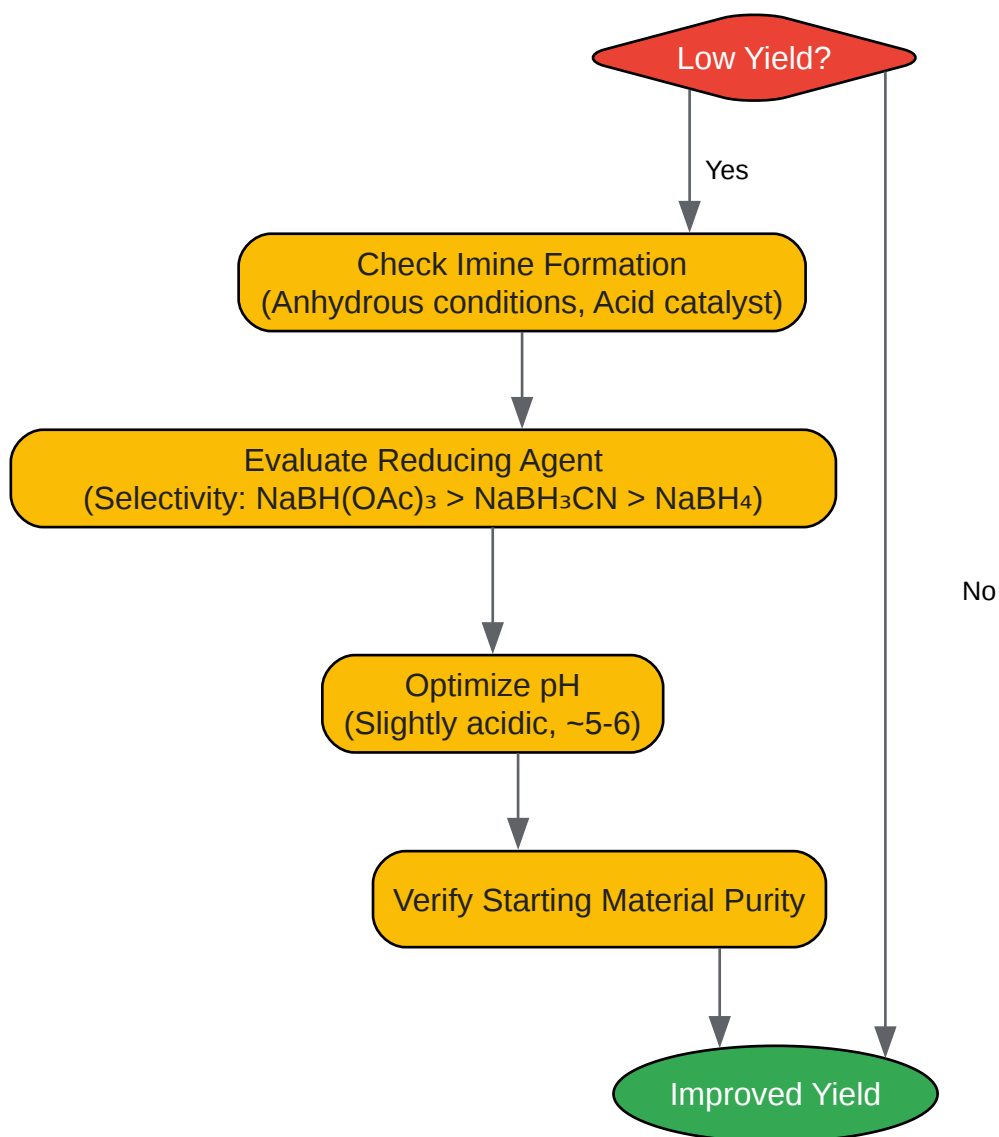 Low Yield?
Yes
Check Imine Formation
(Anhydrous conditions, Acid catalyst)
Evaluate Reducing Agent
(Selectivity: NaBH(OAc)₃ > NaBH₃CN > NaBH₄)
No
Optimize pH
(Slightly acidic, ~5-6)
Verify Starting Material Purity
Improved Yield